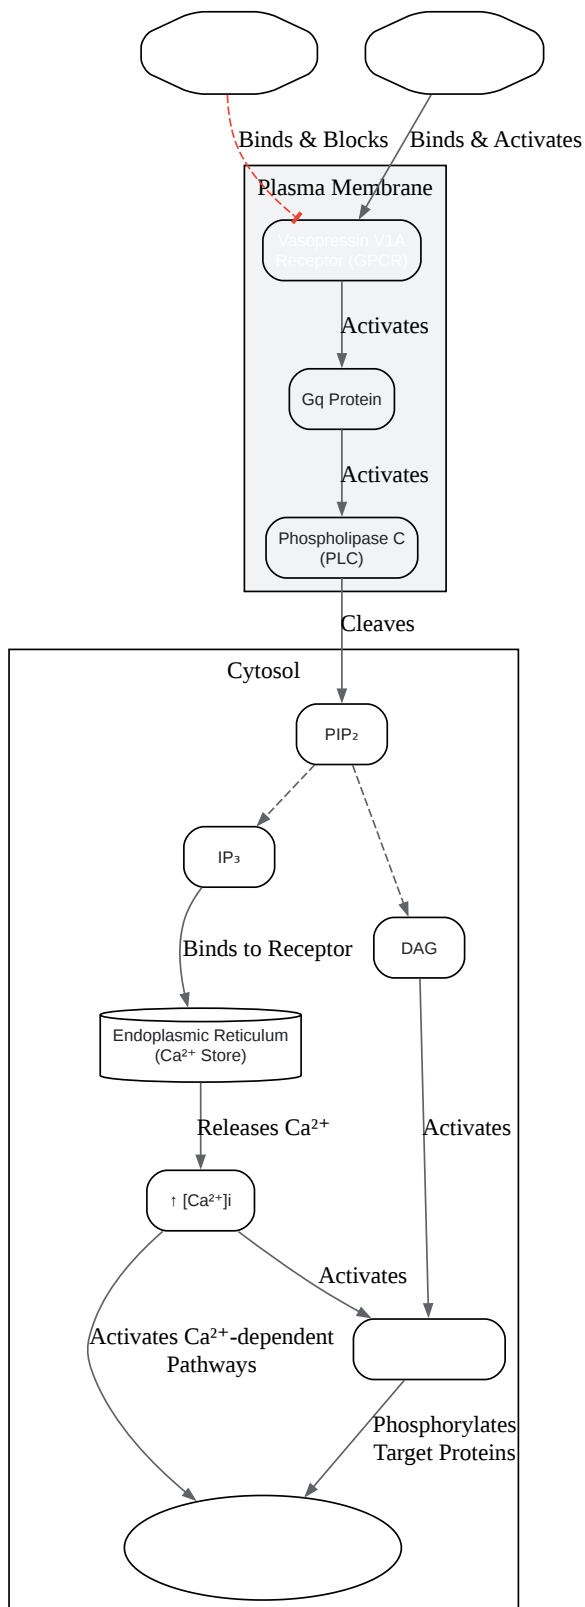 Binds & Blocks
Binds & Activates
Plasma Membrane
Vasopressin V1A
Receptor (GPCR)
Activates
Gq Protein
Activates
Phospholipase C
(PLC)
Cleaves
Cytosol
PIP₂
IP₃
Binds to Receptor
DAG
Endoplasmic Reticulum
(Ca²⁺ Store)
Releases Ca²⁺
Activates
↑ [Ca²⁺]i
Activates
Activates Ca²⁺-dependent
Pathways
Phosphorylates
Target Proteins